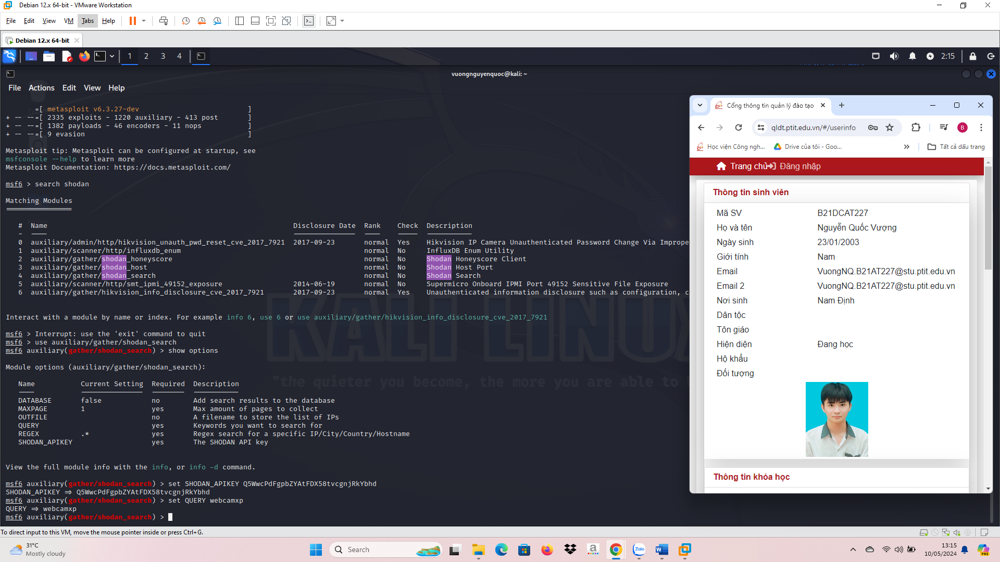 Debian 12.x 64-bit - VMware Workstation
File Edit View VM Tabs Help
Debian 12.x 64-bit
1 2 3 4
2:15
vuongnguyenquoc@kali: ~
File Actions Edit View Help
=[ metasploit v6.3.27-dev ]
+ -- --=[ 2335 exploits - 1220 auxiliary - 413 post ]
+ -- --=[ 1382 payloads - 46 encoders - 11 nops ]
+ -- --=[ 9 evasion ]
Metasploit tip: Metasploit can be configured at startup, see
msfconsole --help to learn more
Metasploit Documentation: https://docs.metasploit.com/
msf6 > search shodan
Matching Modules
================
# Name Disclosure Date Rank Check Description
- ---- --------------- ---- ----- -----------
0 auxiliary/admin/http/hikvision_unauth_pwd_reset_cve_2017_7921 2017-09-23 normal Yes Hikvision IP Camera Unauthenticated Password Change Via Imprope
1 auxiliary/scanner/http/influxdb_enum normal No InfluxDB Enum Utility
2 auxiliary/gather/shodan_honeyscore normal No Shodan Honeyscore Client
3 auxiliary/gather/shodan_host normal No Shodan Host Port
4 auxiliary/gather/shodan_search normal No Shodan Search
5 auxiliary/scanner/http/smt_ipmi_49152_exposure 2014-06-19 normal No Supermicro Onboard IPMI Port 49152 Sensitive File Exposure
6 auxiliary/gather/hikvision_info_disclosure_cve_2017_7921 2017-09-23 normal Yes Unauthenticated information disclosure such as configuration, c
Interact with a module by name or index. For example info 6, use 6 or use auxiliary/gather/hikvision_info_disclosure_cve_2017_7921
msf6 > Interrupt: use the 'exit' command to quit
msf6 > use auxiliary/gather/shodan_search
msf6 auxiliary(gather/shodan_search) > show options
Module options (auxiliary/gather/shodan_search):
Name Current Setting Required Description
---- --------------- -------- -----------
DATABASE false no Add search results to the database
MAXPAGE 1 yes Max amount of pages to collect
OUTFILE no A filename to store the list of IPs
QUERY yes Keywords you want to search for
REGEX .* yes Regex search for a specific IP/City/Country/Hostname
SHODAN_APIKEY yes The SHODAN API key
View the full module info with the info, or info -d command.
msf6 auxiliary(gather/shodan_search) > set SHODAN_APIKEY Q5WwcPdFgpbZYAtFDX58tvcgnjRkYbhd
SHODAN_APIKEY => Q5WwcPdFgpbZYAtFDX58tvcgnjRkYbhd
msf6 auxiliary(gather/shodan_search) > set QUERY webcamxp
QUERY => webcamxp
msf6 auxiliary(gather/shodan_search) >
KALI LINUX
"the quieter you become, the more you are able to
Cổng thông tin quản lý đào tạo
qldt.ptit.edu.vn/#/userinfo
B
Học viện Công ngh...
Drive của tôi - Goo...
Tất cả dấu trang
Trang chủ Đăng nhập
Thông tin sinh viên
Mã SV B21DCAT227
Họ và tên Nguyễn Quốc Vượng
Ngày sinh 23/01/2003
Giới tính Nam
Email VuongNQ.B21AT227@stu.ptit.edu.vn
Email 2 VuongNQ.B21AT227@stu.ptit.edu.vn
Nơi sinh Nam Định
Dân tộc
Tôn giáo
Hiện diện Đang học
Hộ khẩu
Đối tượng
Thông tin khóa học
To direct input to this VM, move the mouse pointer inside or press Ctrl+G.
31°C
Mostly cloudy
Search
Zalo
13:15
10/05/2024
PRE